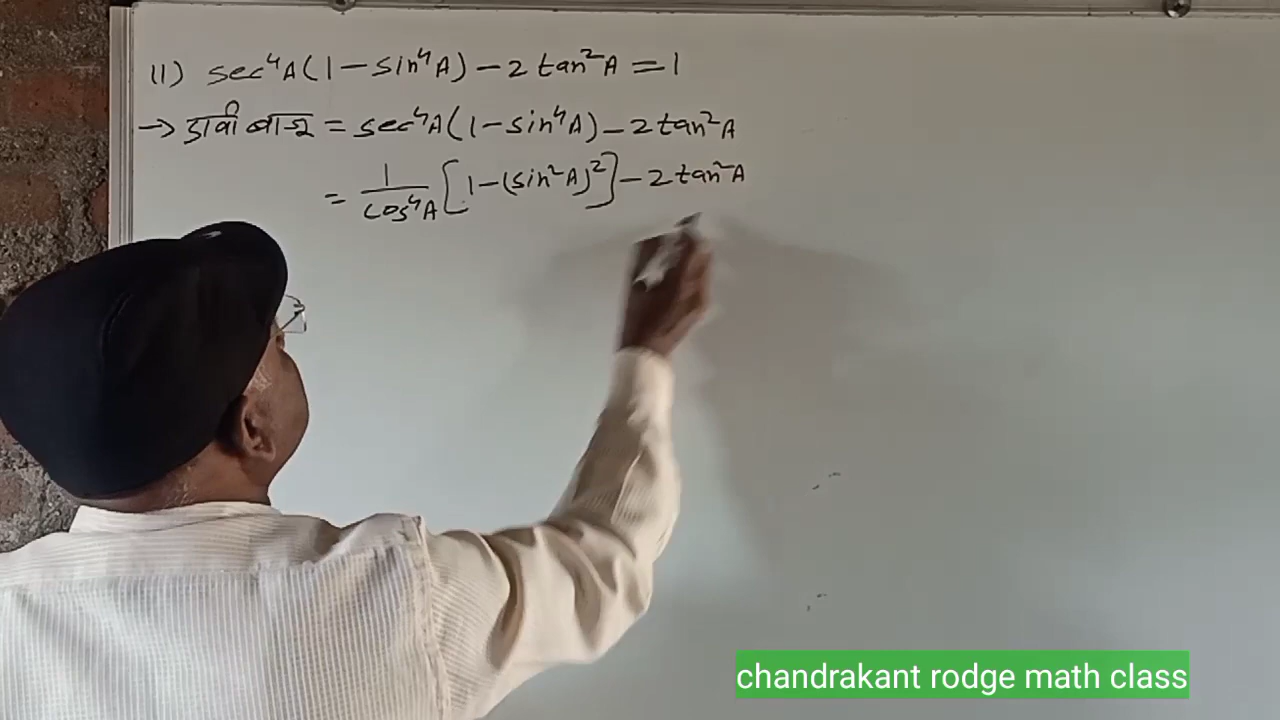 11) sec⁴A(1-sin⁴A)-2tan²A=1
→ डावी बाजू = sec⁴A(1-sin⁴A)-2tan²A
= 1/cos⁴A [1-(sin²A)²]-2tan²A
chandrakant rodge math class